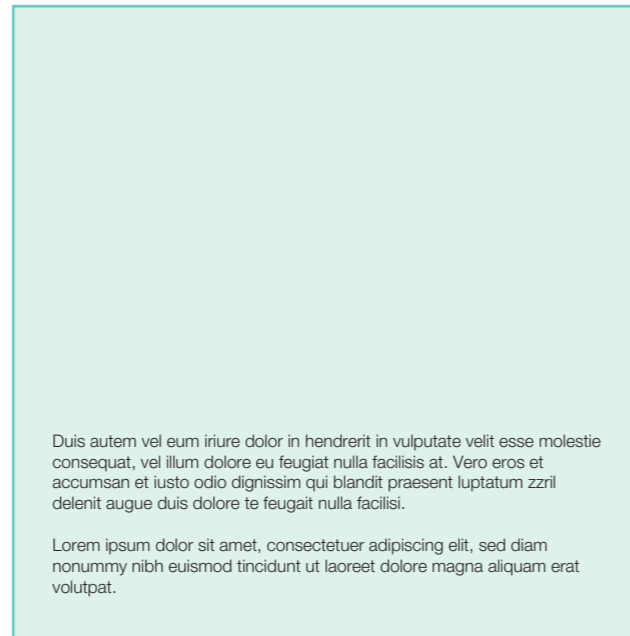 Duis autem vel eum iriure dolor in hendrerit in vulputate velit esse molestie
consequat, vel illum dolore eu feugiat nulla facilisis at. Vero eros et
accumsan et iusto odio dignissim qui blandit praesent luptatum zzril
delenit augue duis dolore te feugait nulla facilisi.
Lorem ipsum dolor sit amet, consectetuer adipiscing elit, sed diam
nonummy nibh euismod tincidunt ut laoreet dolore magna aliquam erat
volutpat.